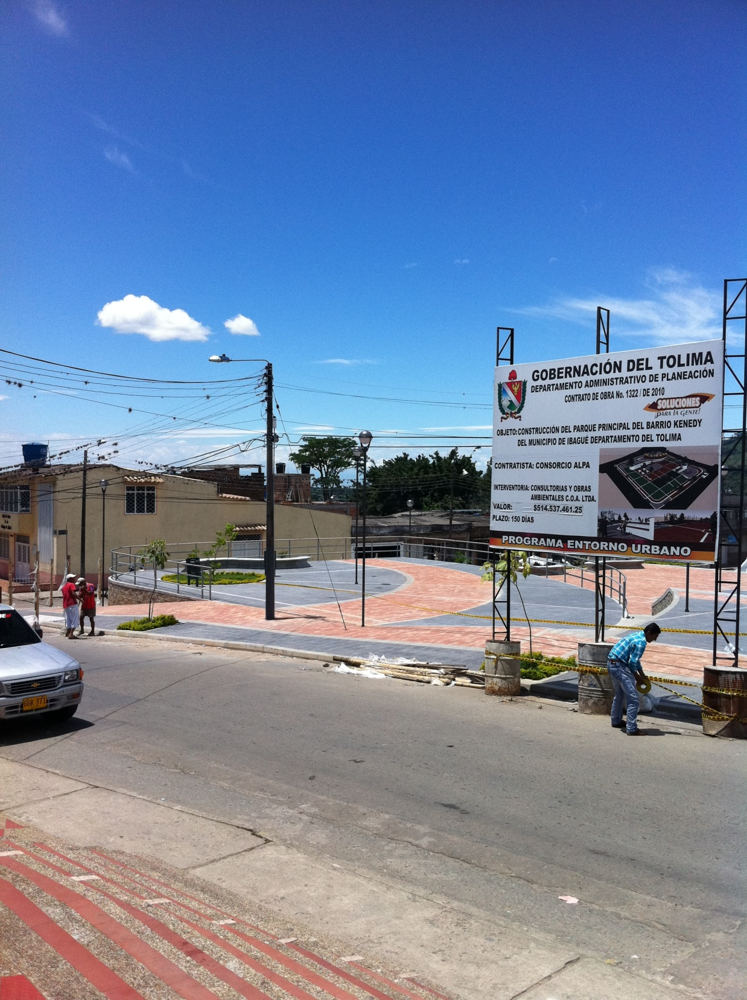 GOBERNACIÓN DEL TOLIMA
DEPARTAMENTO ADMINISTRATIVO DE PLANEACIÓN
CONTRATO DE OBRA No. 1322 / DE 2010
SOLUCIONES
¡PARA LA GENTE!
OBJETO: CONSTRUCCIÓN DEL PARQUE PRINCIPAL DEL BARRIO KENEDY
DEL MUNICIPIO DE IBAGUÉ DEPARTAMENTO DEL TOLIMA
CONTRATISTA: CONSORCIO ALPA
INTERVENTORIA: CONSULTORIAS Y OBRAS
AMBIENTALES C.O.A. LTDA.
VALOR: $514.537.461.25
PLAZO: 150 DÍAS
PROGRAMA ENTORNO URBANO
GGK 371